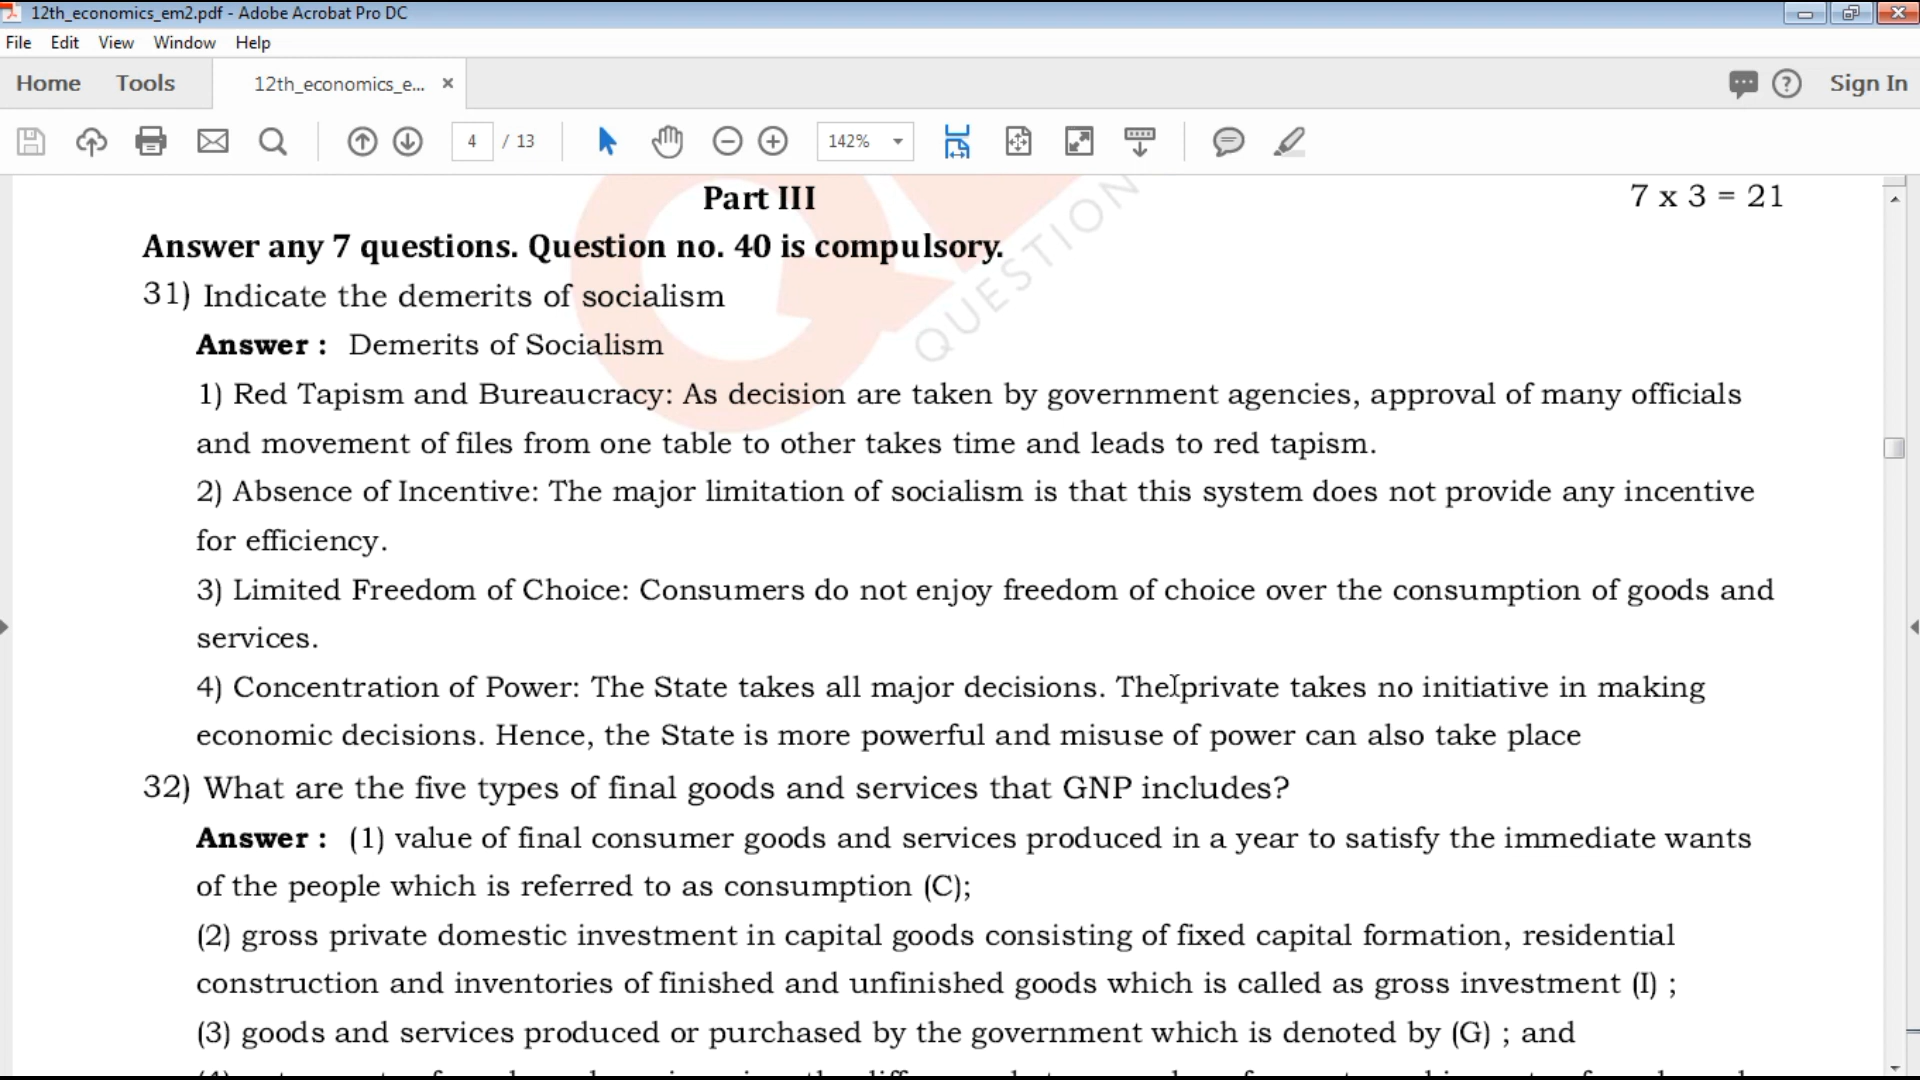 12th_economics_em2.pdf - Adobe Acrobat Pro DC
File Edit View Window Help
Home Tools 12th_economics_e... × Sign In
4 / 13 142%
Part III 7 x 3 = 21
Answer any 7 questions. Question no. 40 is compulsory.
31) Indicate the demerits of socialism
Answer : Demerits of Socialism
1) Red Tapism and Bureaucracy: As decision are taken by government agencies, approval of many officials
and movement of files from one table to other takes time and leads to red tapism.
2) Absence of Incentive: The major limitation of socialism is that this system does not provide any incentive
for efficiency.
3) Limited Freedom of Choice: Consumers do not enjoy freedom of choice over the consumption of goods and
services.
4) Concentration of Power: The State takes all major decisions. The private takes no initiative in making
economic decisions. Hence, the State is more powerful and misuse of power can also take place
32) What are the five types of final goods and services that GNP includes?
Answer : (1) value of final consumer goods and services produced in a year to satisfy the immediate wants
of the people which is referred to as consumption (C);
(2) gross private domestic investment in capital goods consisting of fixed capital formation, residential
construction and inventories of finished and unfinished goods which is called as gross investment (I) ;
(3) goods and services produced or purchased by the government which is denoted by (G) ; and
QUESTION